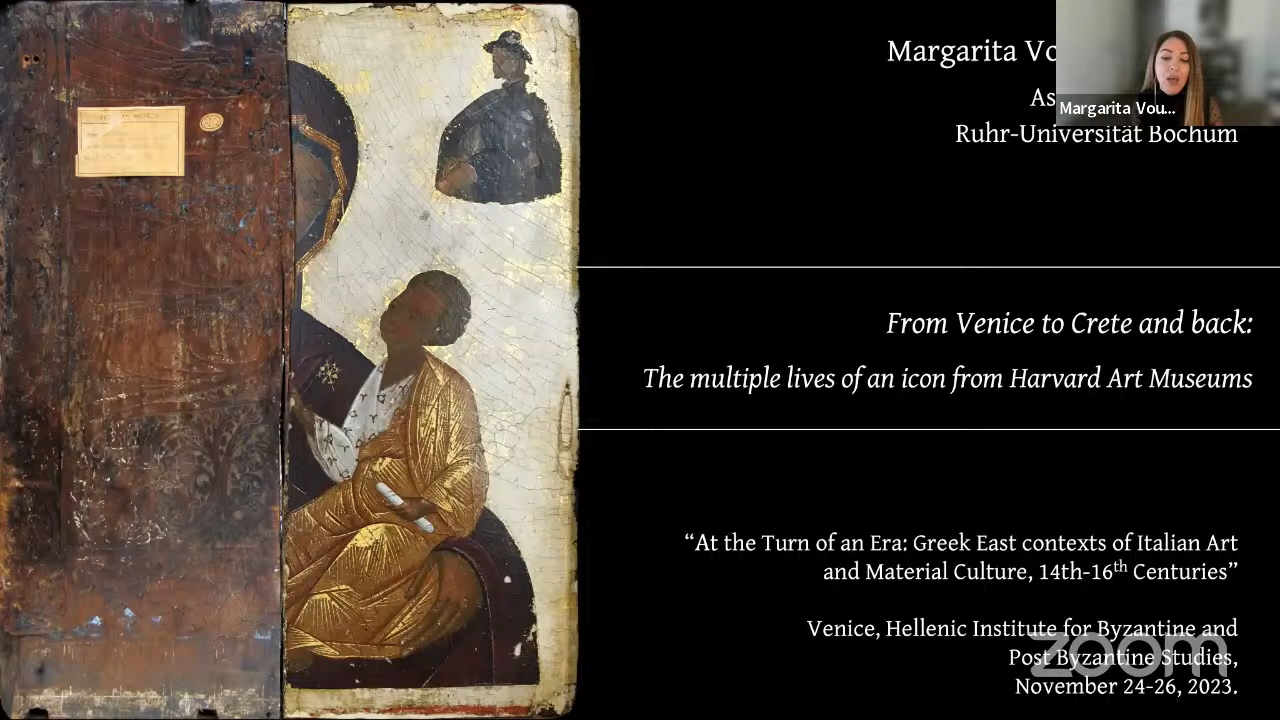 Margarita Vo
As
Ruhr-Universität Bochum
Margarita Vou...
From Venice to Crete and back:
The multiple lives of an icon from Harvard Art Museums
“At the Turn of an Era: Greek East contexts of Italian Art
and Material Culture, 14th-16th Centuries”
Venice, Hellenic Institute for Byzantine and
Post Byzantine Studies,
November 24-26, 2023.
zoom